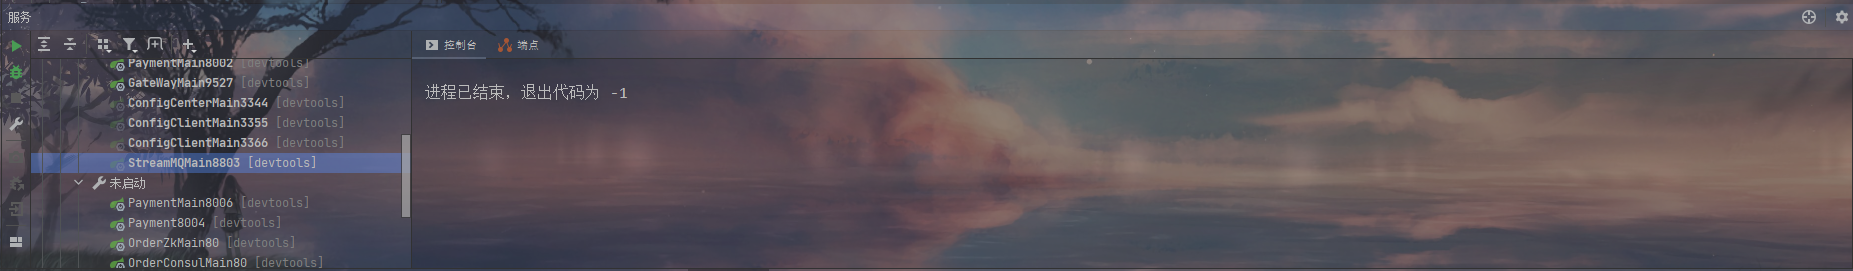 服务
控制台 端点
PaymentMain8002 [devtools]
GateWayMain9527 [devtools]
进程已结束，退出代码为 -1
ConfigCenterMain3344 [devtools]
ConfigClientMain3355 [devtools]
ConfigClientMain3366 [devtools]
StreamMQMain8803 [devtools]
未启动
PaymentMain8006 [devtools]
Payment8004 [devtools]
OrderZkMain80 [devtools]
OrderConsulMain80 [devtools]